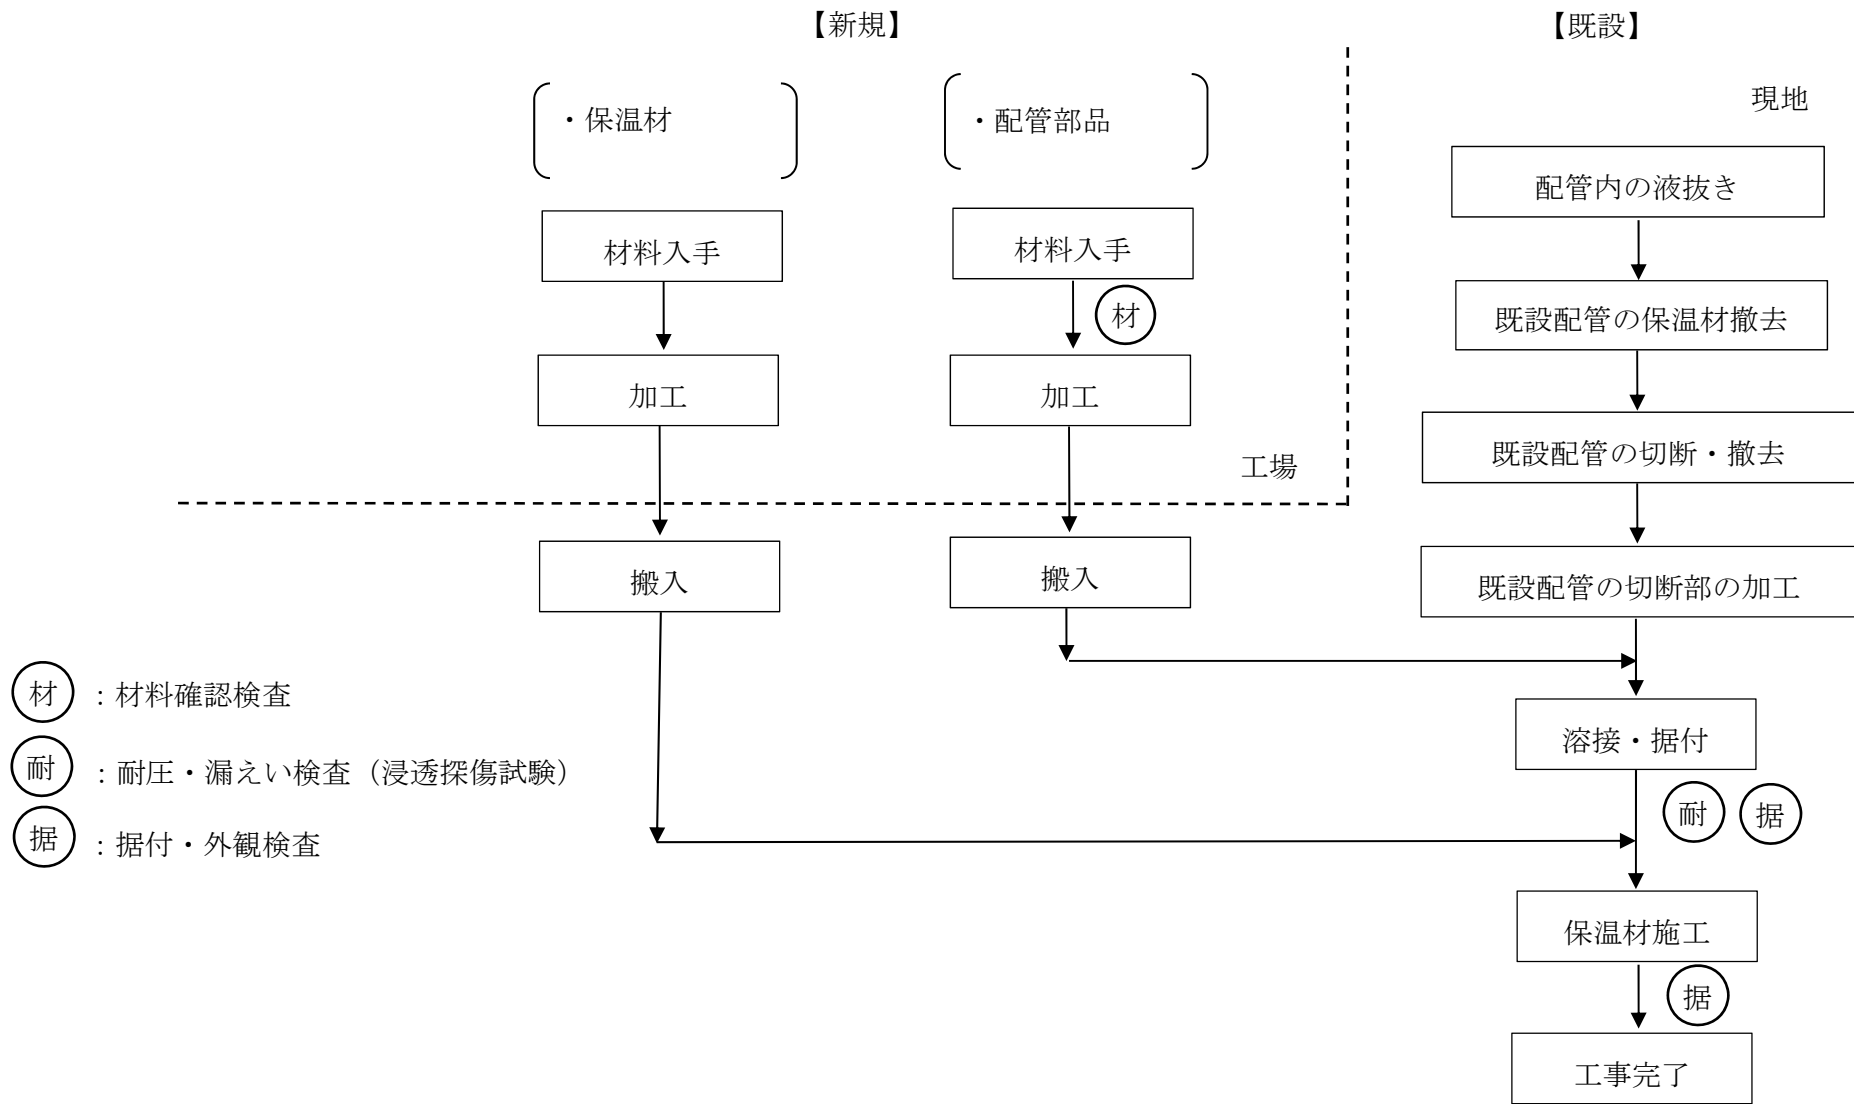 【新規】
【既設】
・保温材
・配管部品
現地
配管内の液抜き
材料入手
材料入手
材
既設配管の保温材撤去
加工
加工
既設配管の切断・撤去
工場
搬入
搬入
既設配管の切断部の加工
材 : 材料確認検査
溶接・据付
耐 : 耐圧・漏えい検査（浸透探傷試験）
耐 据
据 : 据付・外観検査
保温材施工
据
工事完了